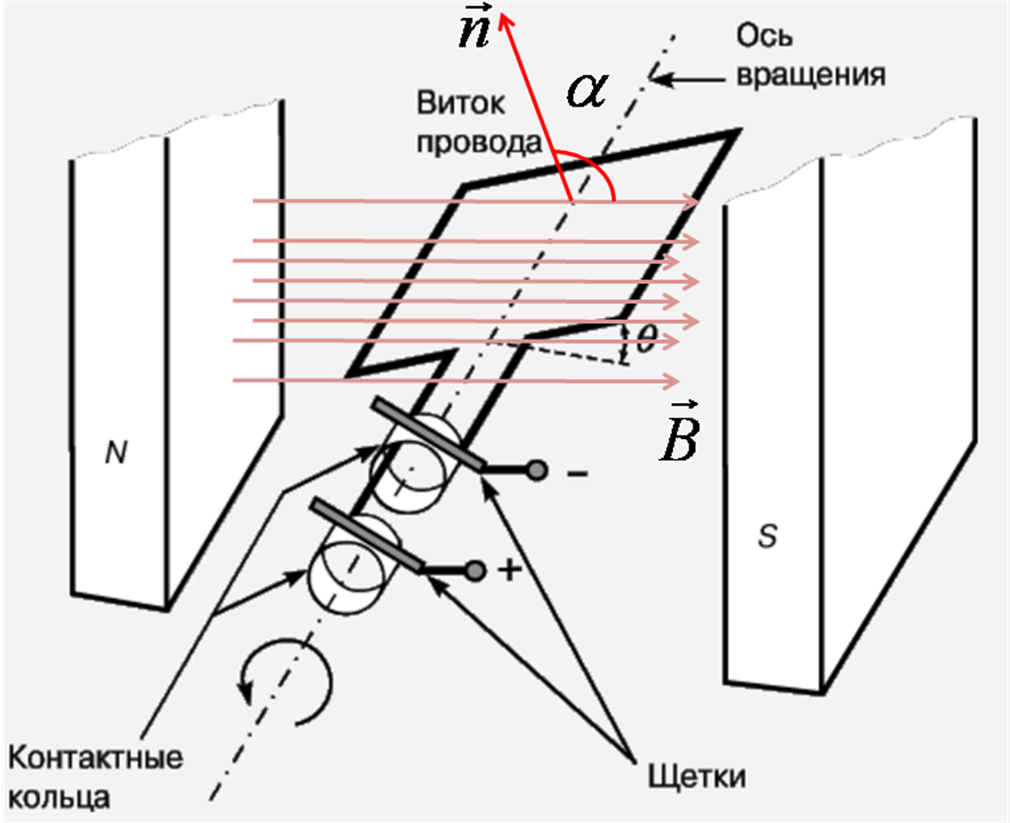 n⃗
Ось
вращения
α
Виток
провода
θ
B⃗
N
S
−
+
Контактные
кольца
Щетки